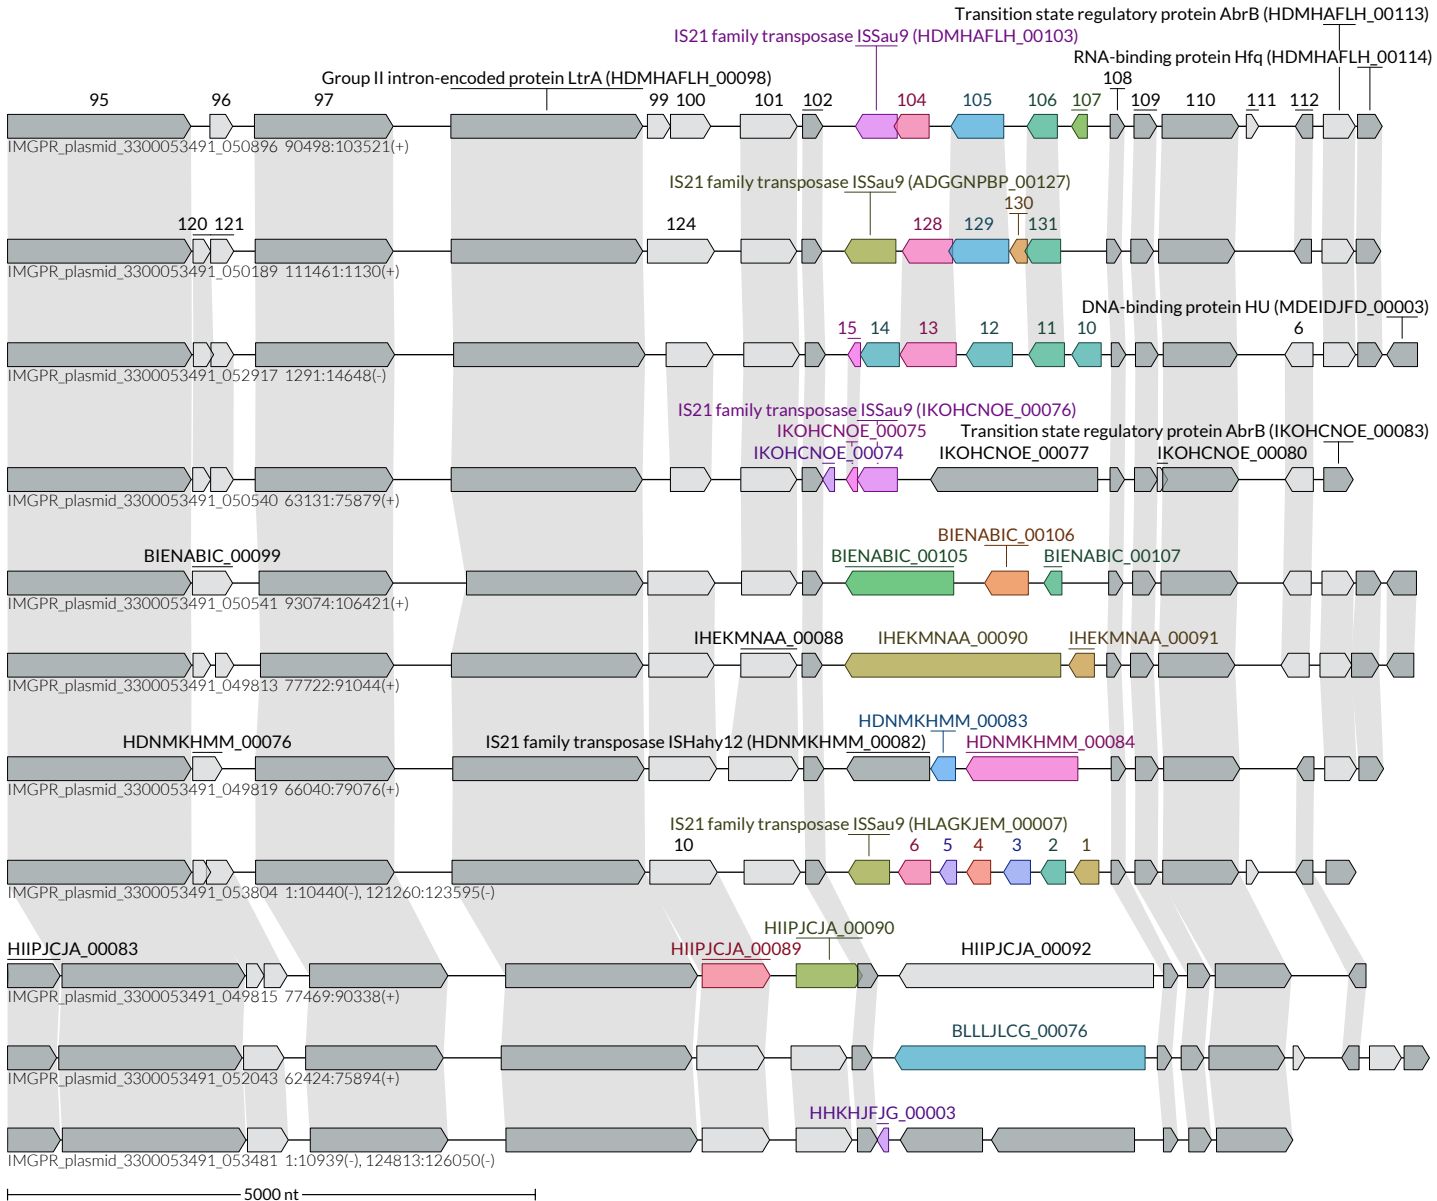 Transition state regulatory protein AbrB (HDMHAFLH_00113)
IS21 family transposase ISSau9 (HDMHAFLH_00103)
RNA-binding protein Hfq (HDMHAFLH_00114)
Group II intron-encoded protein LtrA (HDMHAFLH_00098)
108
95 96 97 99 100 101 102 104 105 106 107 109 110 111 112
IMGPR_plasmid_3300053491_050896 90498:103521(+)
IS21 family transposase ISSau9 (ADGGNPBP_00127)
130
120 121 124 128 129 131
IMGPR_plasmid_3300053491_050189 111461:1130(+)
DNA-binding protein HU (MDEIDJFD_00003)
15 14 13 12 11 10 6
IMGPR_plasmid_3300053491_052917 1291:14648(-)
IS21 family transposase ISSau9 (IKOHCNOE_00076)
IKOHCNOE_00075 Transition state regulatory protein AbrB (IKOHCNOE_00083)
IKOHCNOE_00074 IKOHCNOE_00077 IKOHCNOE_00080
IMGPR_plasmid_3300053491_050540 63131:75879(+)
BIENABIC_00106
BIENABIC_00099 BIENABIC_00105 BIENABIC_00107
IMGPR_plasmid_3300053491_050541 93074:106421(+)
IHEKMNAA_00088 IHEKMNAA_00090 IHEKMNAA_00091
IMGPR_plasmid_3300053491_049813 77722:91044(+)
HDNMKHMM_00083
HDNMKHMM_00076 IS21 family transposase ISHahy12 (HDNMKHMM_00082) HDNMKHMM_00084
IMGPR_plasmid_3300053491_049819 66040:79076(+)
IS21 family transposase ISSau9 (HLAGKJEM_00007)
10 6 5 4 3 2 1
IMGPR_plasmid_3300053491_053804 1:10440(-), 121260:123595(-)
HIIPJCJA_00090
HIIPJCJA_00083 HIIPJCJA_00089 HIIPJCJA_00092
IMGPR_plasmid_3300053491_049815 77469:90338(+)
BLLLJLCG_00076
IMGPR_plasmid_3300053491_052043 62424:75894(+)
HHKHJFJG_00003
IMGPR_plasmid_3300053491_053481 1:10939(-), 124813:126050(-)
5000 nt